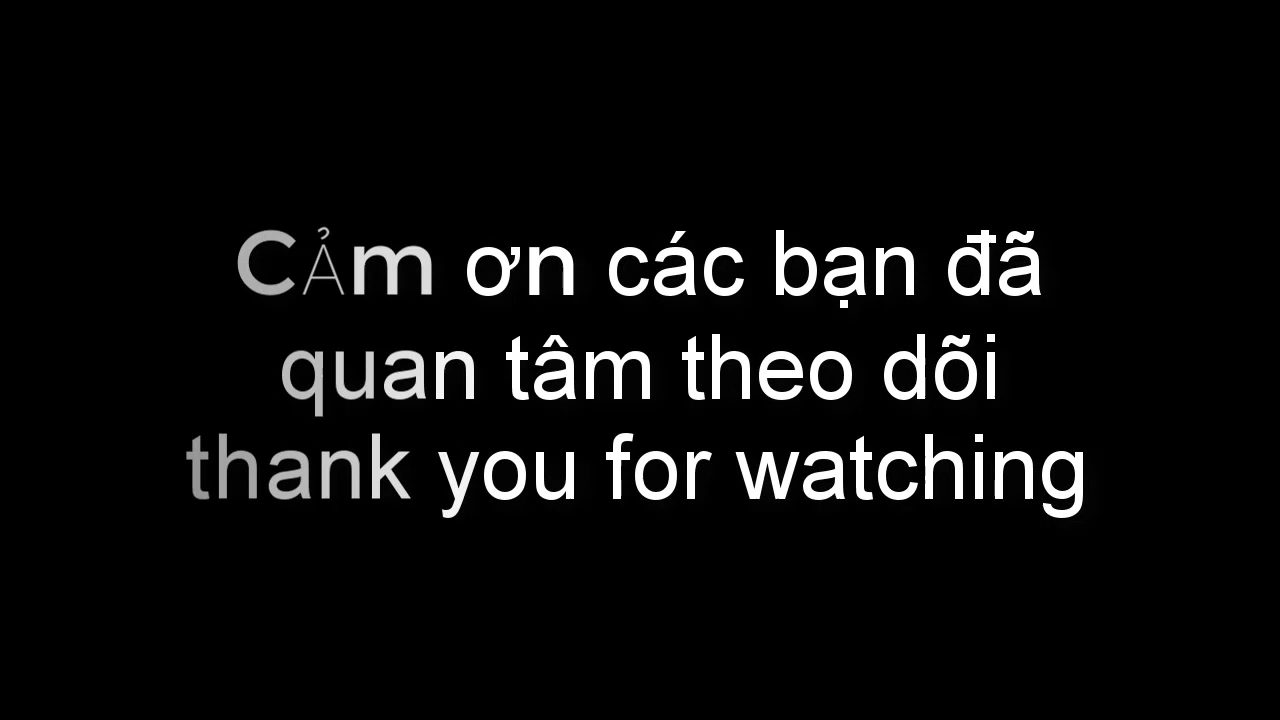 CẢm ơn các bạn đã
quan tâm theo dõi
thank you for watching